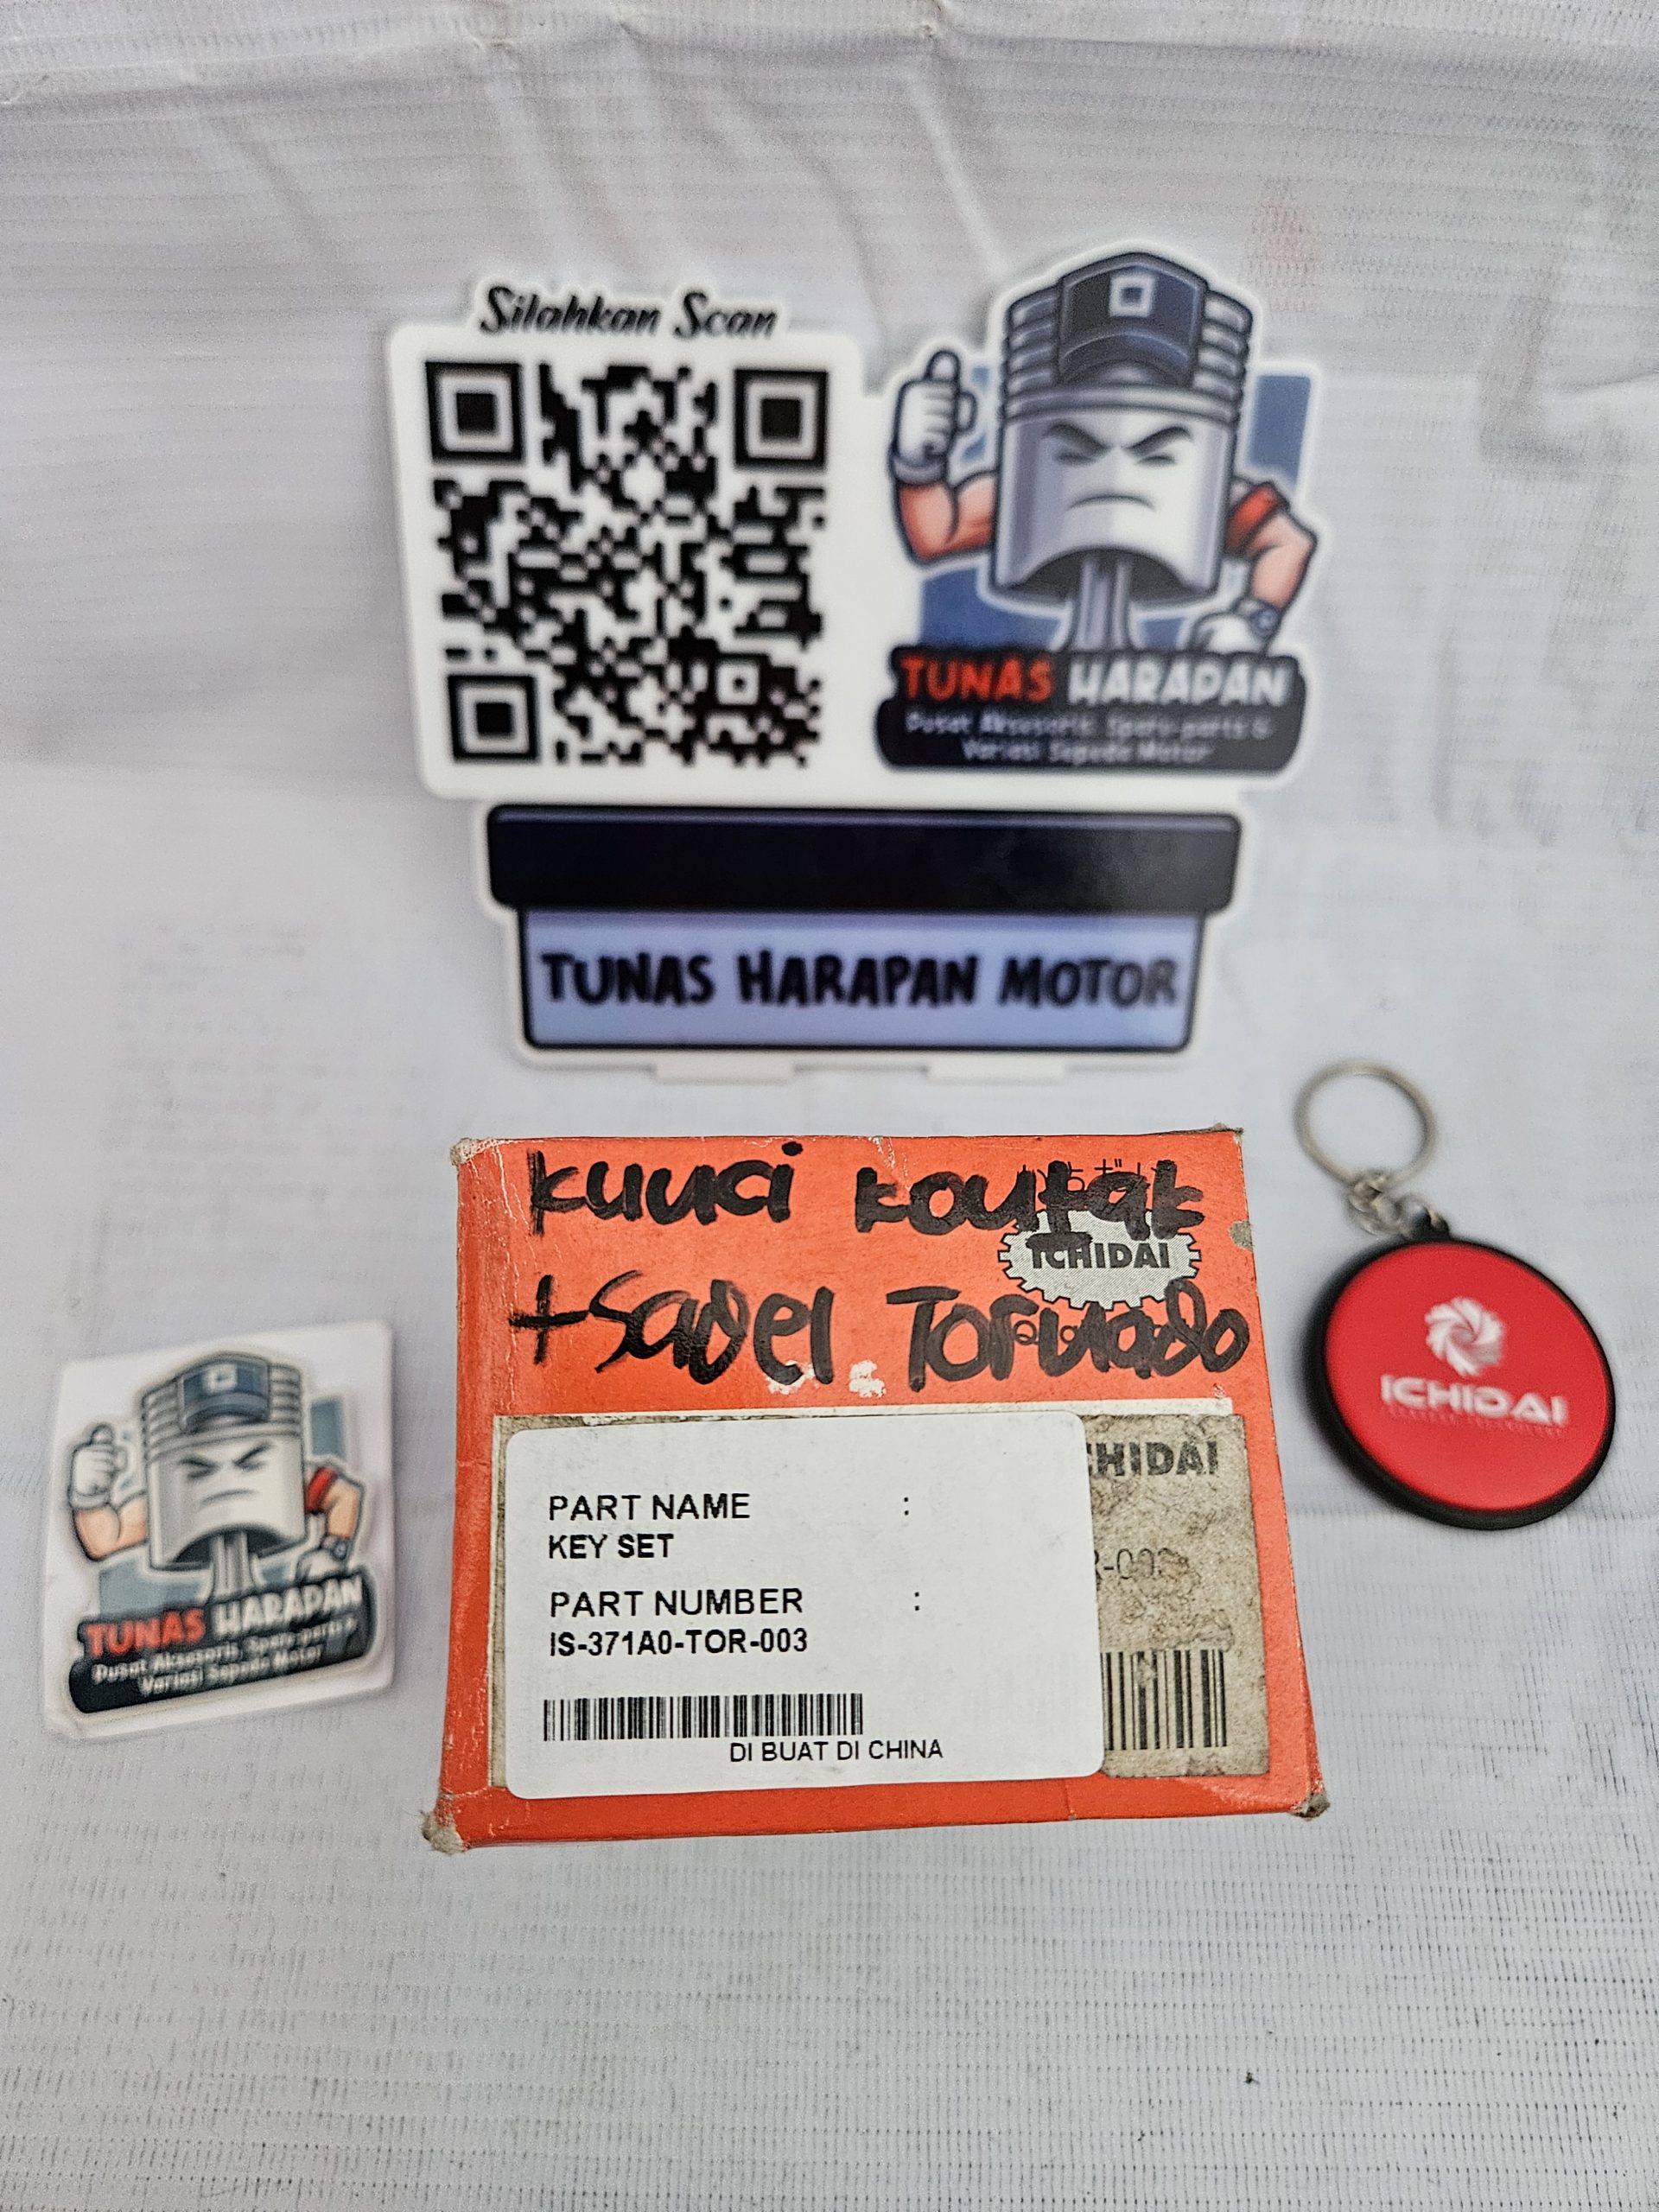 Silahkan Scan
TUNAS HARAPAN
Pusat Aksesoris, Spare-parts &
Variasi Sepeda Motor
TUNAS HARAPAN MOTOR
kunci kontak
ICHIDAI
+ sadel Tornado
ICHIDAI
PART NAME :
KEY SET
PART NUMBER :
IS-371A0-TOR-003
R-003
DI BUAT DI CHINA
TUNAS HARAPAN
Pusat Aksesoris, Spare-parts &
Variasi Sepeda Motor
ICHIDAI